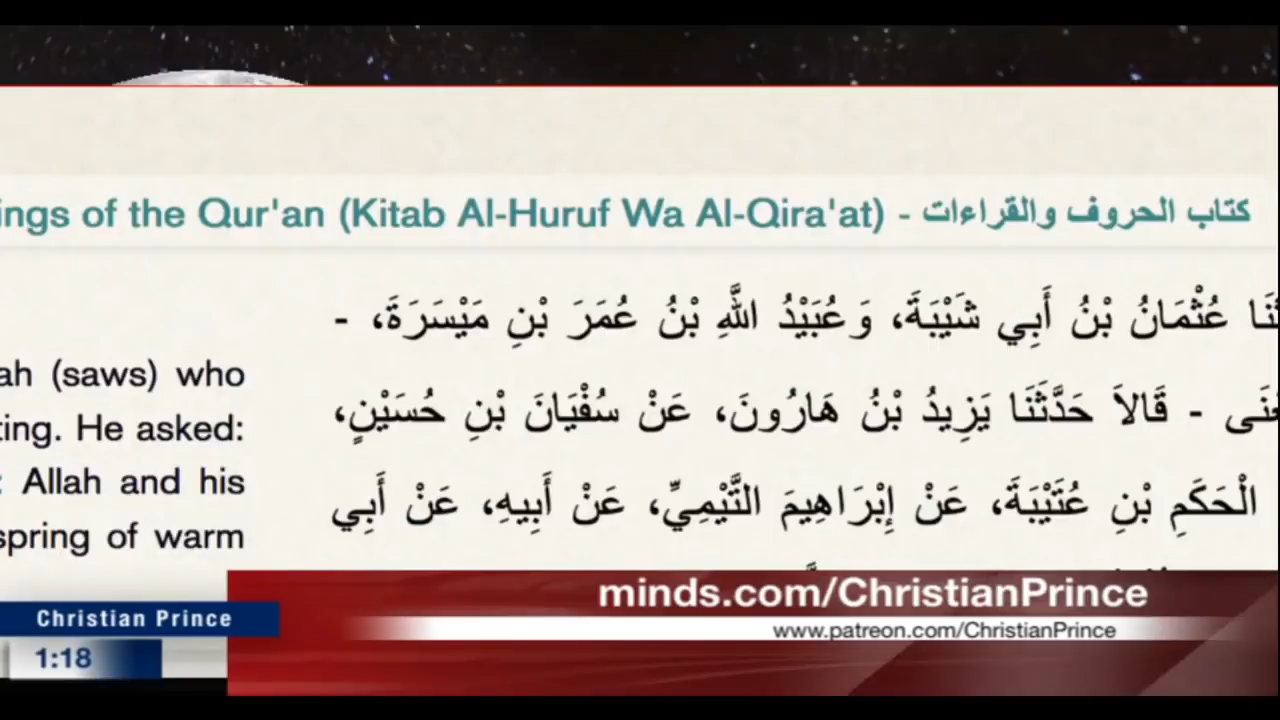 ings of the Qur'an (Kitab Al-Huruf Wa Al-Qira'at) - كتاب الحروف والقراءات
ثَنَا عُثْمَانُ بْنُ أَبِي شَيْبَةَ، وَعُبَيْدُ اللَّهِ بْنُ عُمَرَ بْنِ مَيْسَرَةَ، -
عْنَى - قَالاَ حَدَّثَنَا يَزِيدُ بْنُ هَارُونَ، عَنْ سُفْيَانَ بْنِ حُسَيْنٍ،
الْحَكَمِ بْنِ عُتَيْبَةَ، عَنْ إِبْرَاهِيمَ التَّيْمِيِّ، عَنْ أَبِيهِ، عَنْ أَبِي
ah (saws) who
ting. He asked:
: Allah and his
spring of warm
minds.com/ChristianPrince
www.patreon.com/ChristianPrince
Christian Prince
1:18